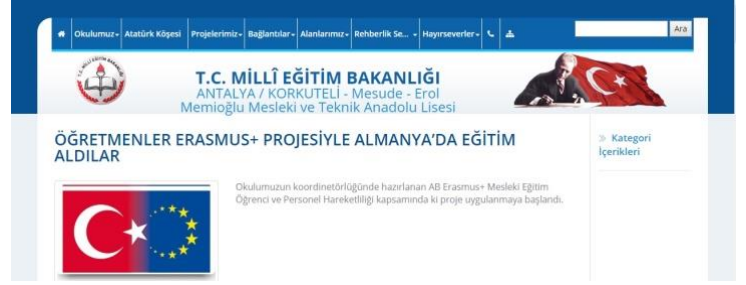 Okulumuz Atatürk Köşesi Projelerimiz Bağlantılar Alanlarımız Rehberlik Se... Hayırseverler Ara
T.C. MİLLÎ EĞİTİM BAKANLIĞI
ANTALYA / KORKUTELİ - Mesude - Erol
Memioğlu Mesleki ve Teknik Anadolu Lisesi
ÖĞRETMENLER ERASMUS+ PROJESİYLE ALMANYA'DA EĞİTİM
ALDILAR
» Kategori
İçerikleri
Okulumuzun koordinetörlüğünde hazırlanan AB Erasmus+ Mesleki Eğitim
Öğrenci ve Personel Hareketliliği kapsamında ki proje uygulanmaya başlandı.